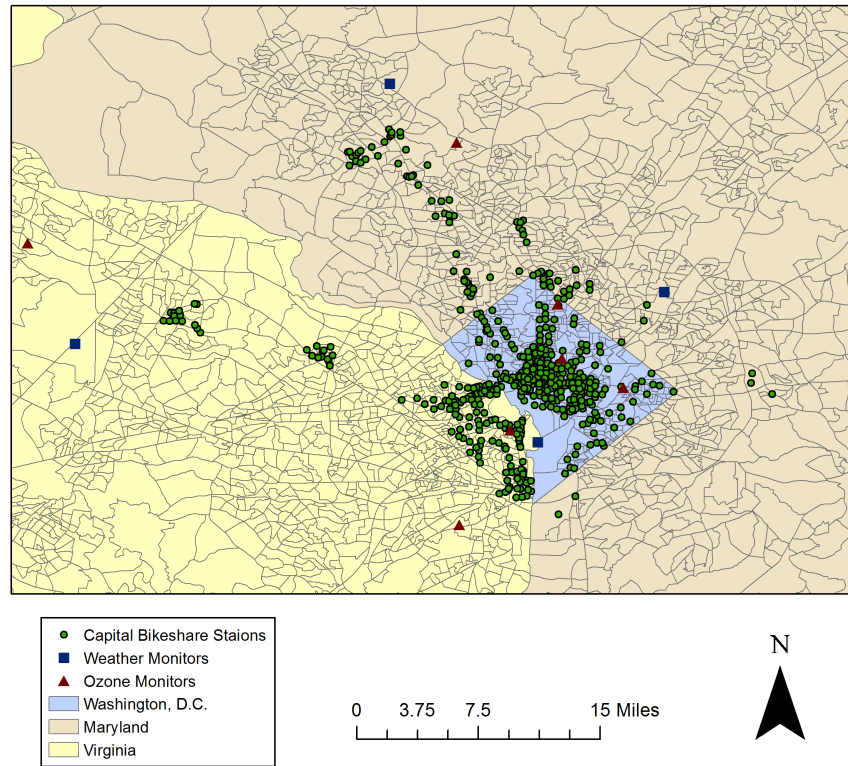 Capital Bikeshare Staions
Weather Monitors
Ozone Monitors
Washington, D.C.
Maryland
Virginia
0 3.75 7.5 15 Miles
N